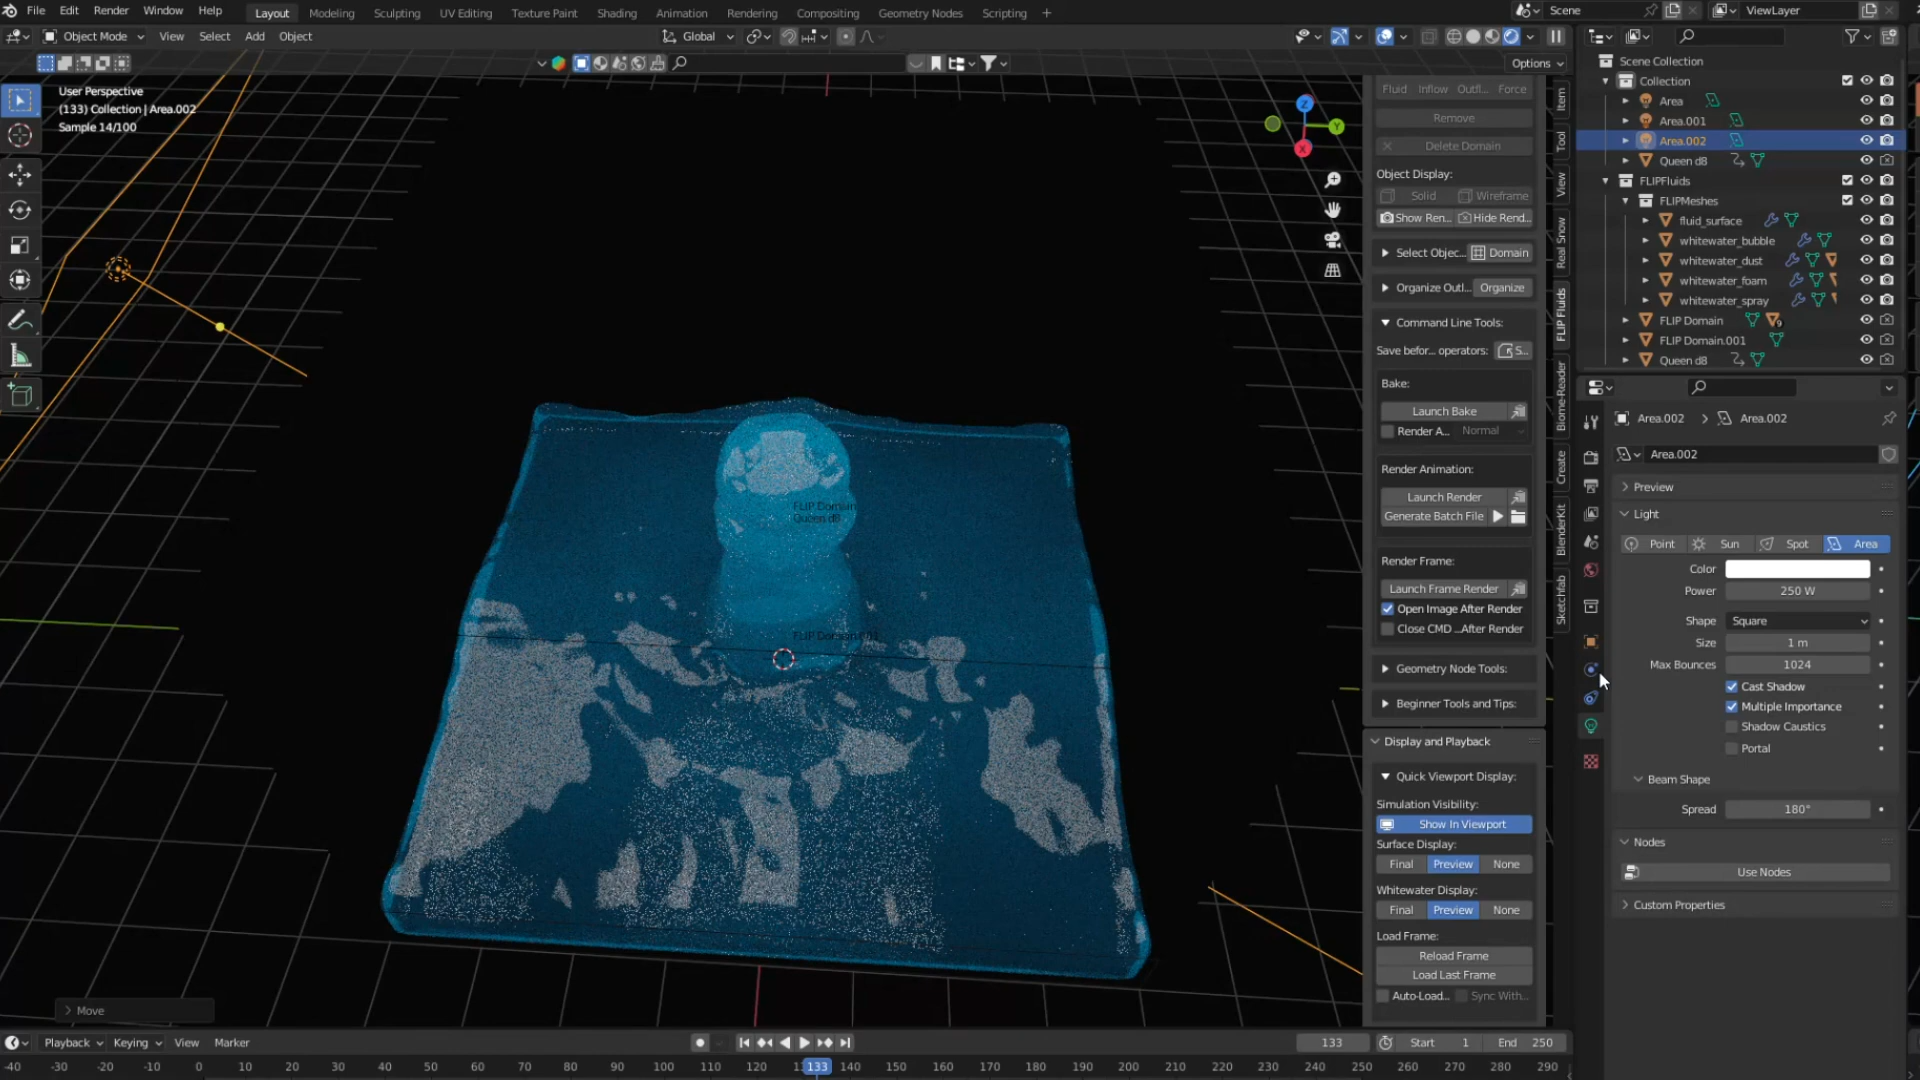 File Edit Render Window Help Layout Modeling Sculpting UV Editing Texture Paint Shading Animation Rendering Compositing Geometry Nodes Scripting + Scene ViewLayer
Object Mode View Select Add Object Global
Options
User Perspective
(133) Collection | Area.002
Sample 14/100
Z
Y
X
FLIP Domain
Queen d8
Move
Fluid Inflow Outfl... Force
Remove
Delete Domain
Object Display:
Solid Wireframe
Show Ren... Hide Rend...
Select Objec... Domain
Organize Outl... Organize
Command Line Tools:
Save befor... operators: S...
Bake:
Launch Bake
Render A... Normal
Render Animation:
Launch Render
Generate Batch File
Render Frame:
Launch Frame Render
Open Image After Render
Close CMD ...After Render
Geometry Node Tools:
Beginner Tools and Tips:
Display and Playback
Quick Viewport Display:
Simulation Visibility:
Show In Viewport
Surface Display:
Final Preview None
Whitewater Display:
Final Preview None
Load Frame:
Reload Frame
Load Last Frame
Auto-Load... Sync With...
Item
Tool
View
Real Snow
FLIP Fluids
Biome-Reader
Create
BlenderKit
Sketchfab
Scene Collection
Collection
Area
Area.001
Area.002
Queen d8
FLIPFluids
FLIPMeshes
fluid_surface
whitewater_bubble
whitewater_dust
whitewater_foam
whitewater_spray
FLIP Domain 9
FLIP Domain.001
Queen d8
Area.002 > Area.002
Area.002
Preview
Light
Point Sun Spot Area
Color
Power 250 W
Shape Square
Size 1 m
Max Bounces 1024
Cast Shadow
Multiple Importance
Shadow Caustics
Portal
Beam Shape
Spread 180°
Nodes
Use Nodes
Custom Properties
Playback Keying View Marker 133 Start 1 End 250
-40 -30 -20 -10 0 10 20 30 40 50 60 70 80 90 100 110 120 133 140 150 160 170 180 190 200 210 220 230 240 250 260 270 280 290